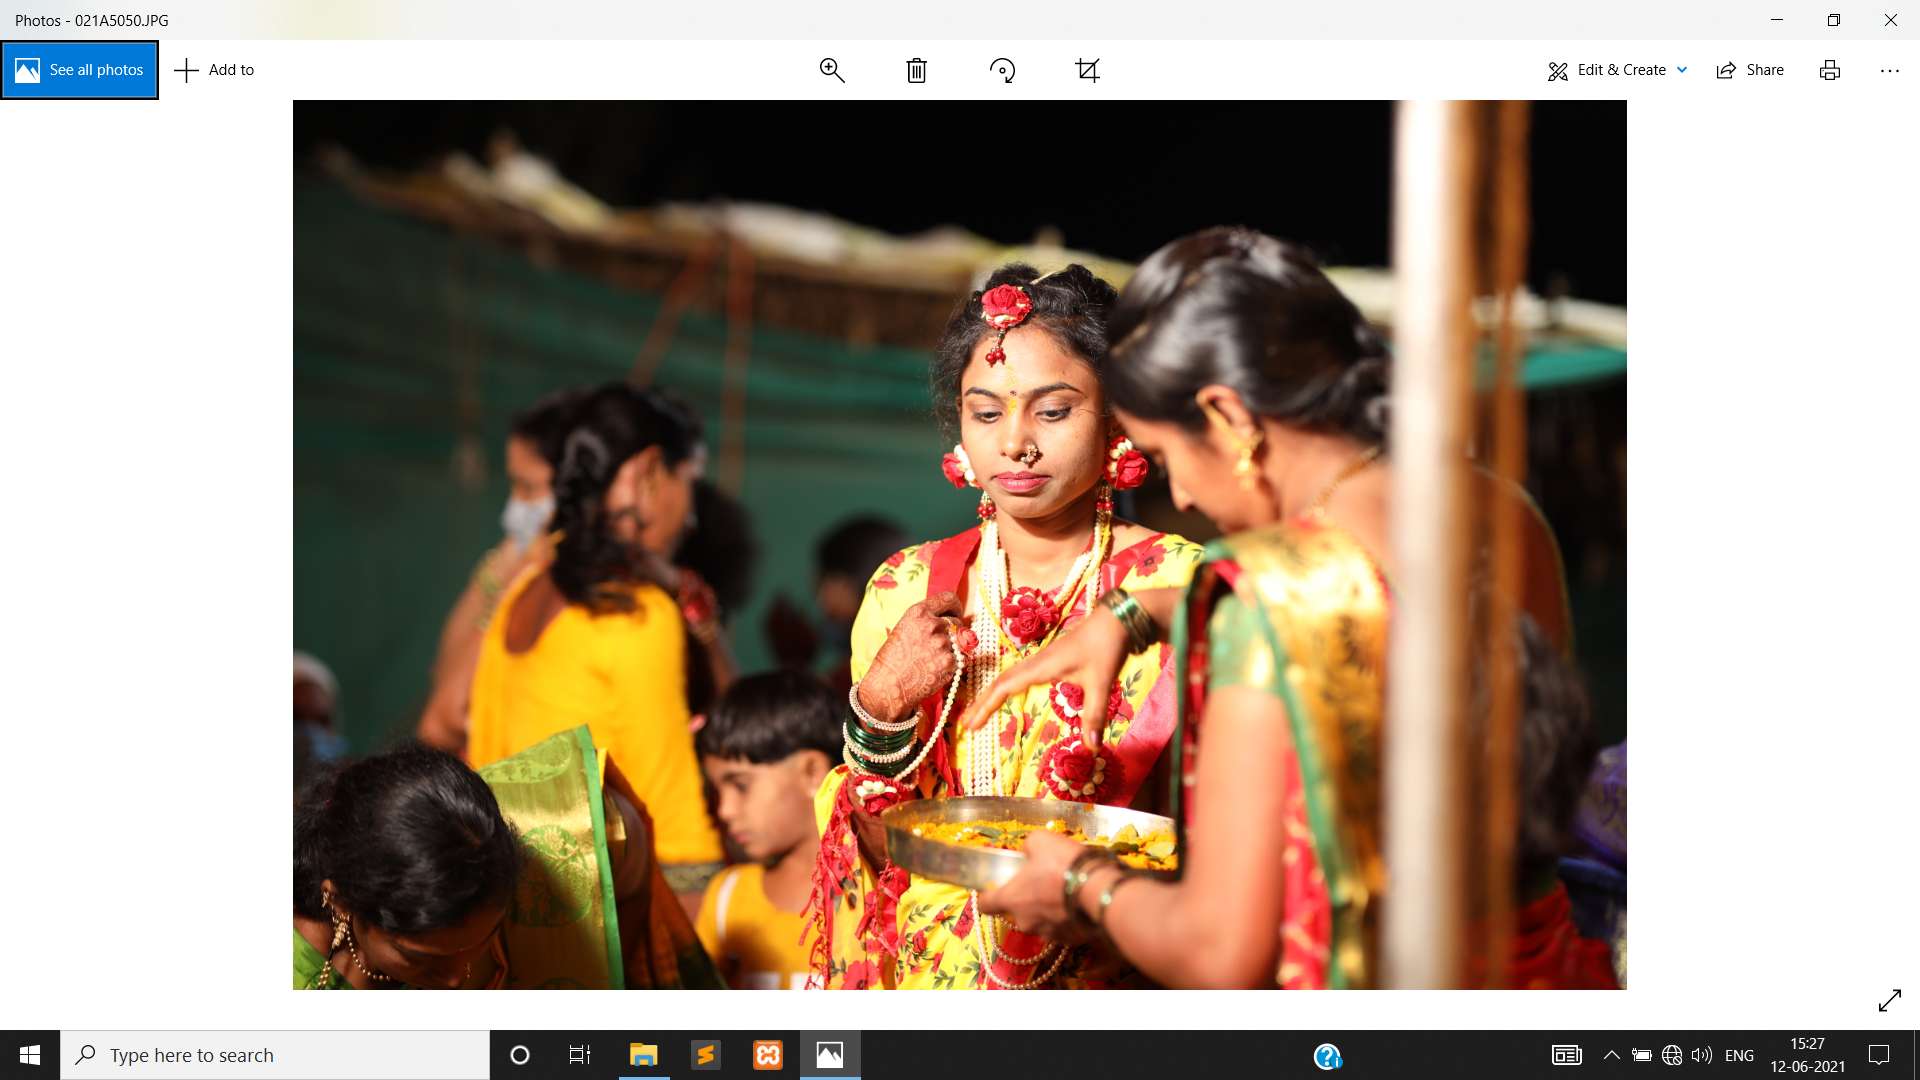 Photos - 021A5050.JPG
See all photos
Add to
Edit & Create
Share
Type here to search
ENG
15:27
12-06-2021